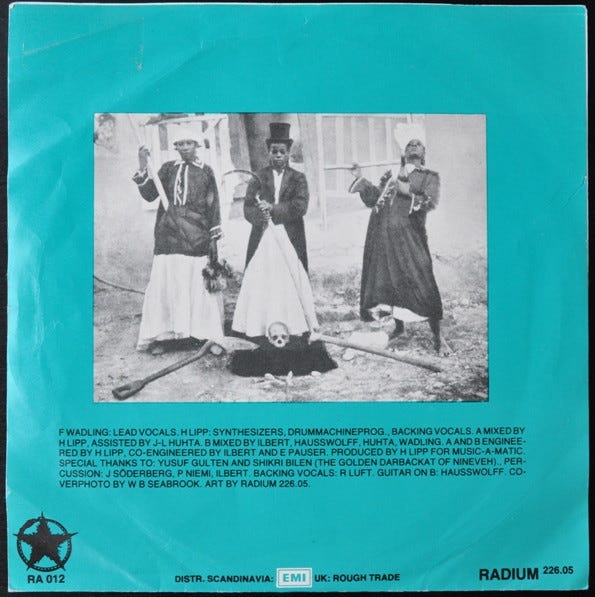 F WADLING: LEAD VOCALS. H LIPP: SYNTHESIZERS, DRUMMACHINEPROG., BACKING VOCALS. A MIXED BY
H LIPP, ASSISTED BY J-L HUHTA. B MIXED BY ILBERT, HAUSSWOLFF, HUHTA, WADLING. A AND B ENGINEE-
RED BY H LIPP, CO-ENGINEERED BY ILBERT AND E PAUSER. PRODUCED BY H LIPP FOR MUSIC-A-MATIC.
SPECIAL THANKS TO: YUSUF GULTEN AND SHIKRI BILEN (THE GOLDEN DARBACKAT OF NINEVEH)., PER-
CUSSION: J SÖDERBERG, P NIEMI, ILBERT. BACKING VOCALS: R LUFT. GUITAR ON B: HAUSSWOLFF. CO-
VERPHOTO BY W B SEABROOK. ART BY RADIUM 226.05.
RA 012
DISTR. SCANDINAVIA: EMI UK: ROUGH TRADE
RADIUM 226.05